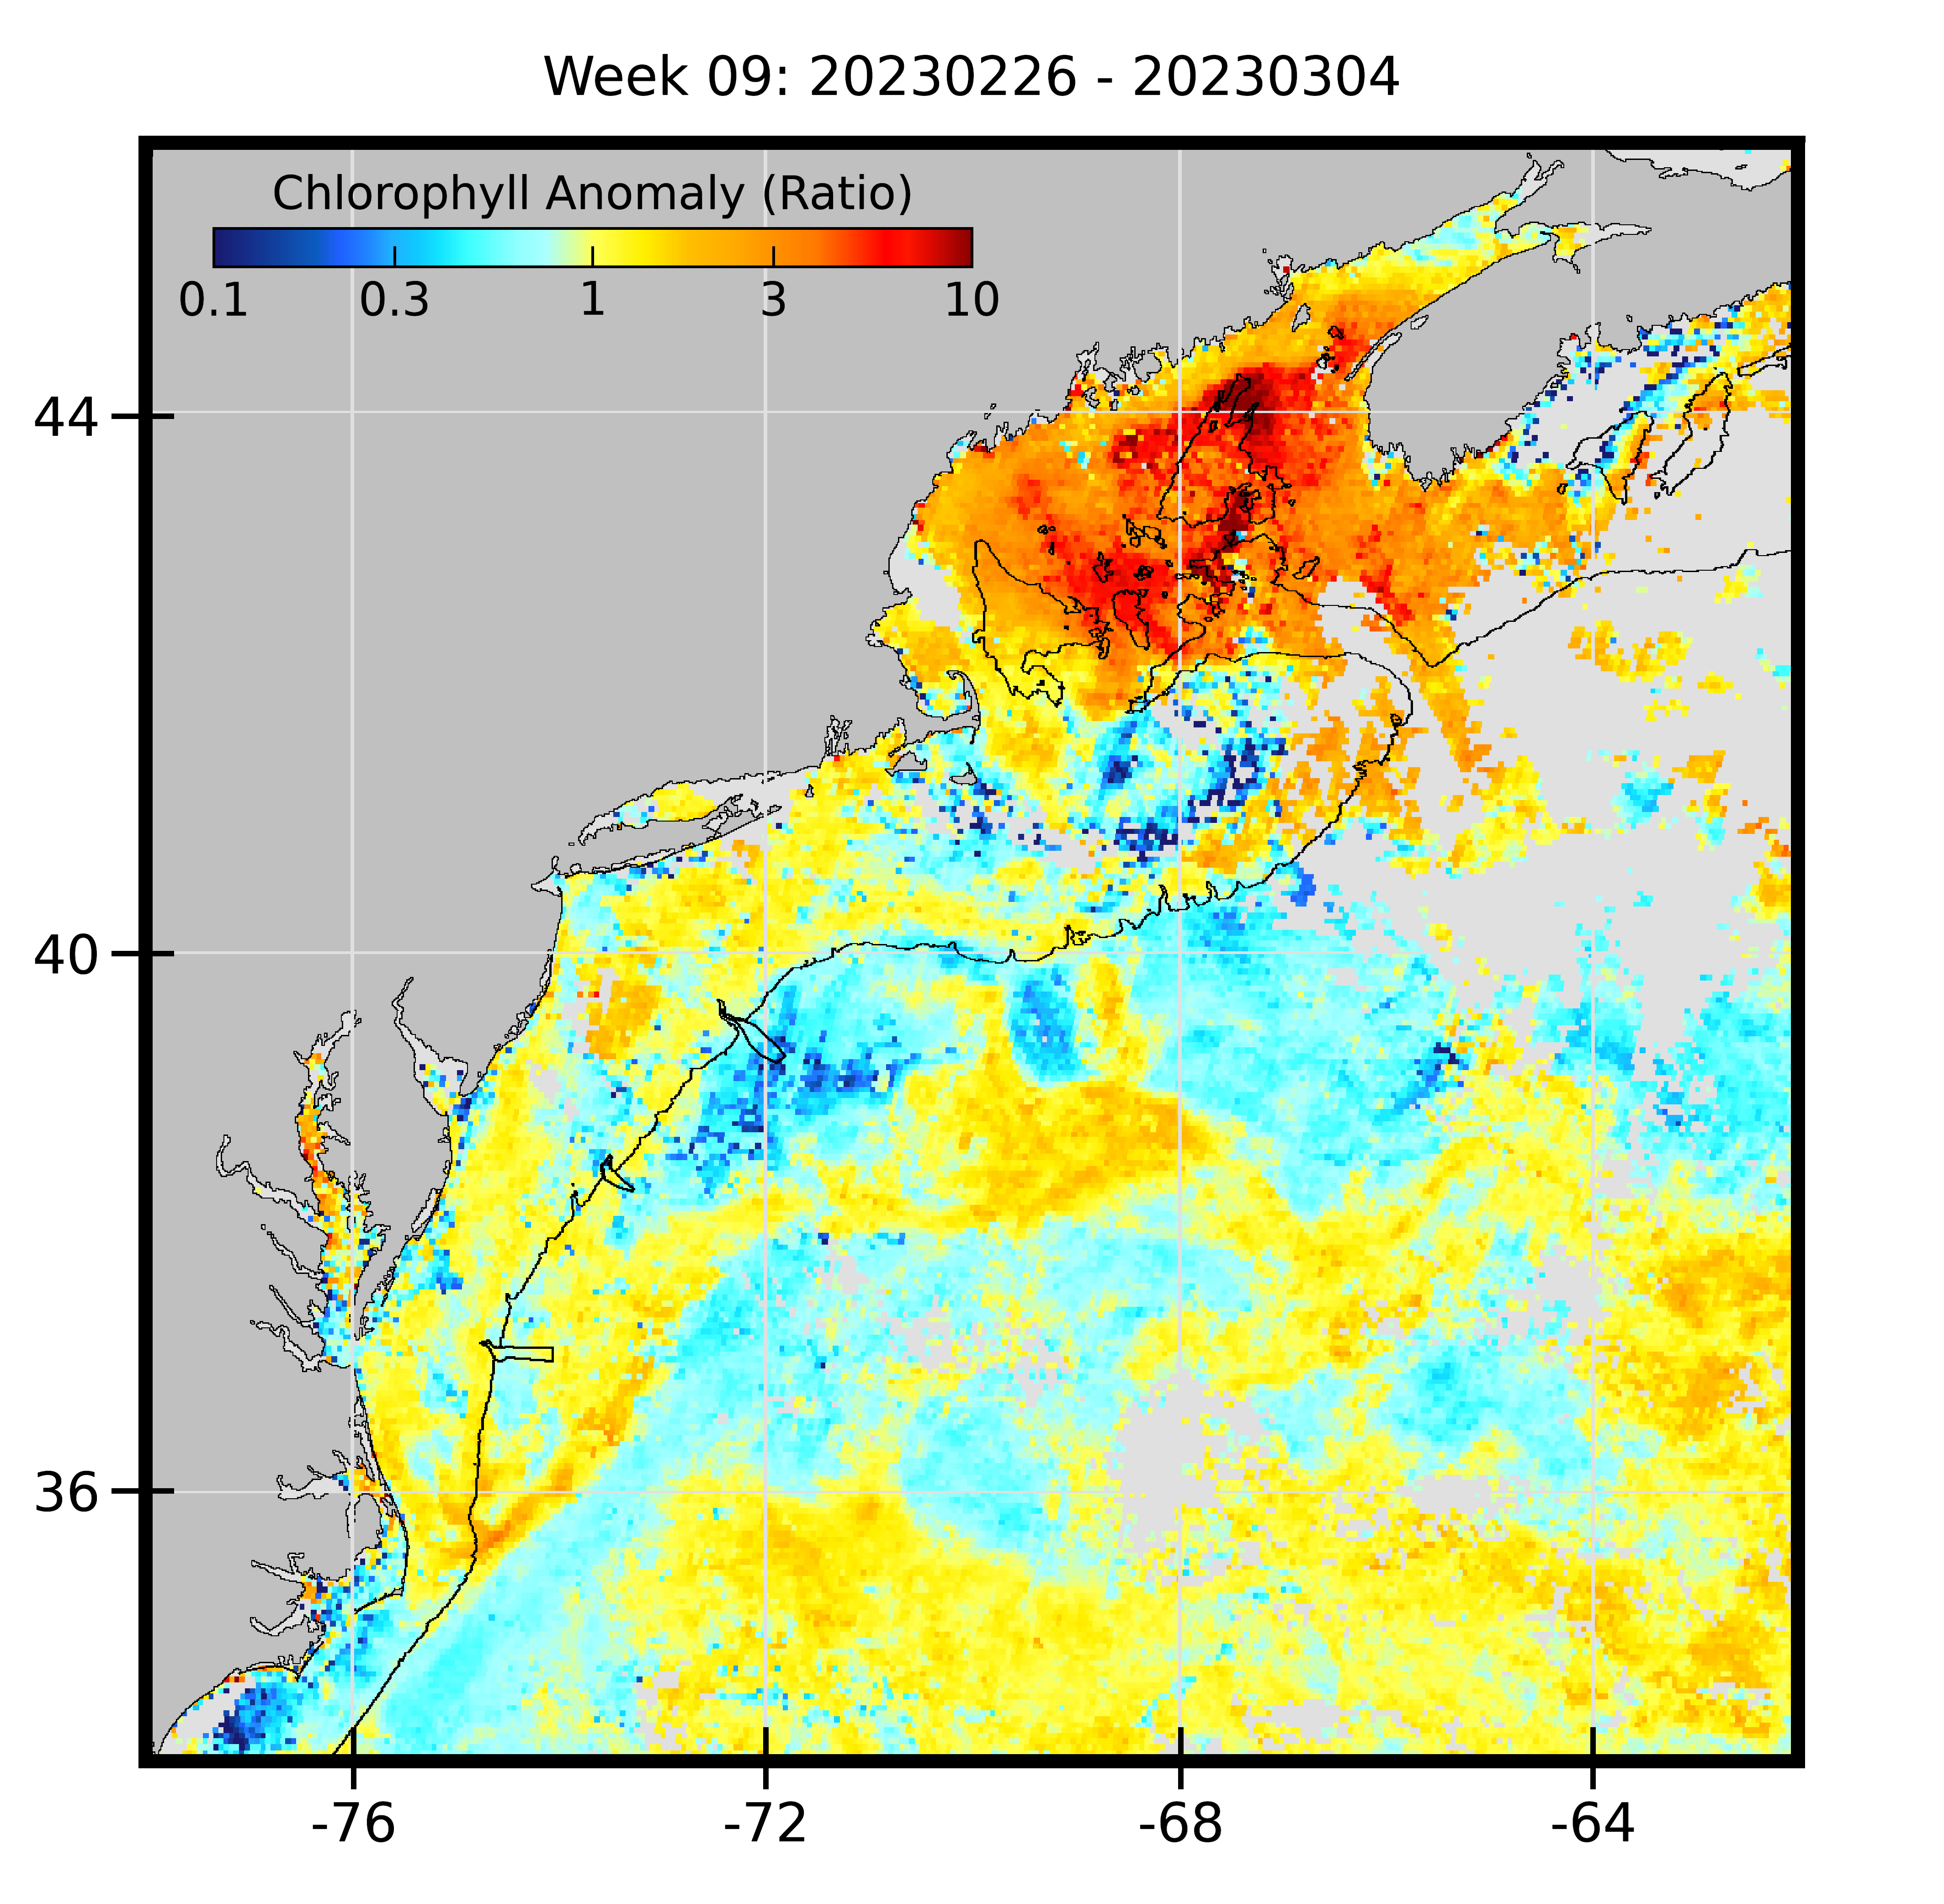 Week 09: 20230226 - 20230304
Chlorophyll Anomaly (Ratio)
0.1 0.3 1 3 10
44
40
36
-76 -72 -68 -64